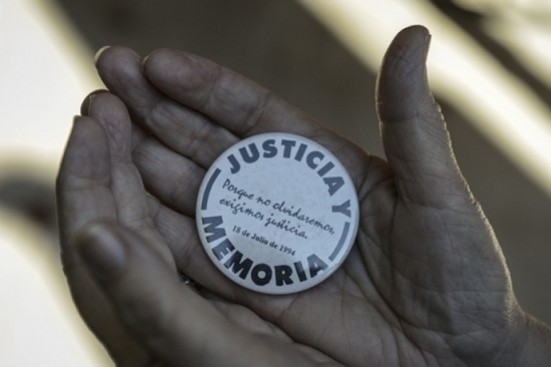 JUSTICIA Y
Porque no olvidaremos
exigimos justicia.
18 de Julio de 1994
MEMORIA